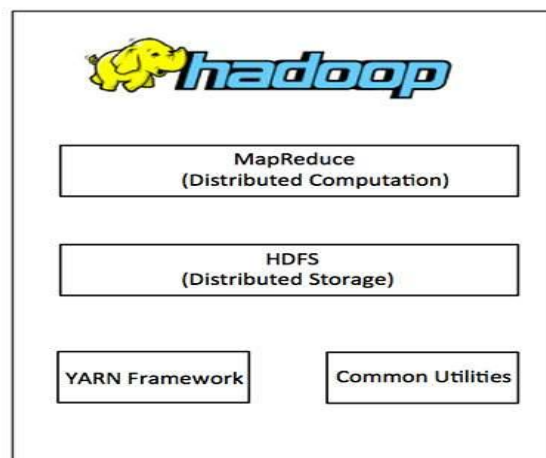 hadoop
MapReduce
(Distributed Computation)
HDFS
(Distributed Storage)
YARN Framework
Common Utilities